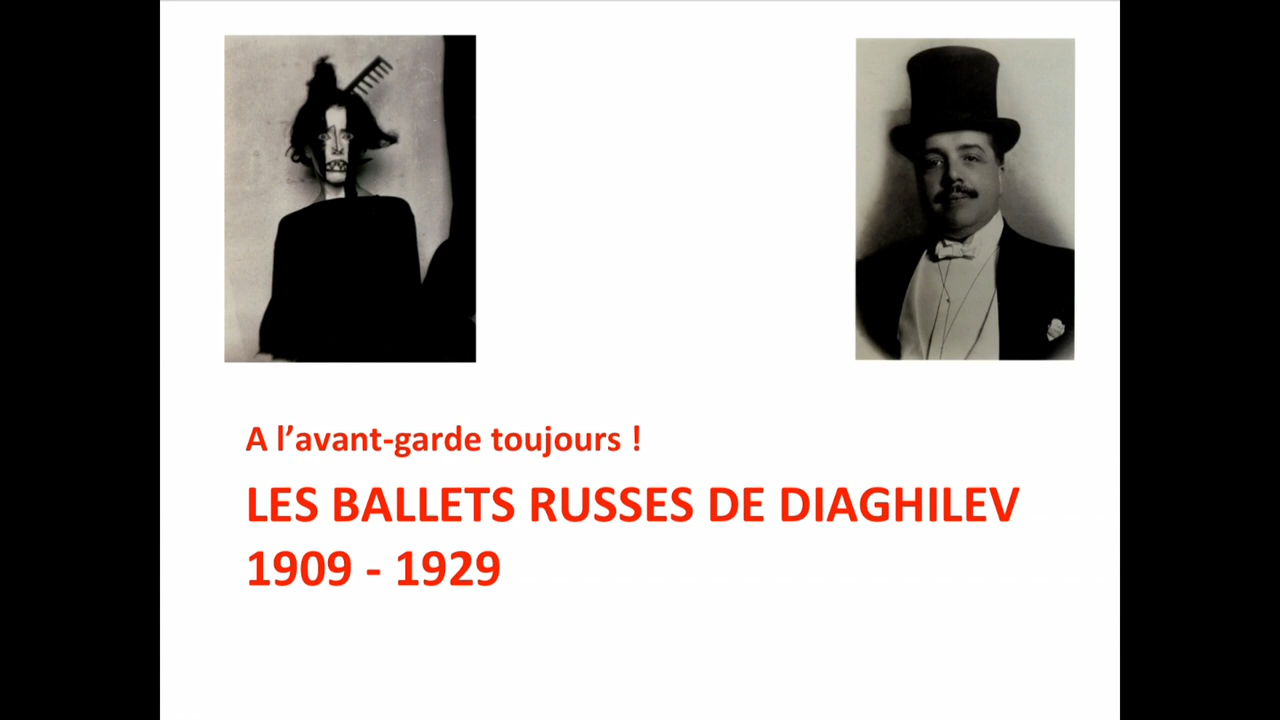 A l’avant-garde toujours !
LES BALLETS RUSSES DE DIAGHILEV
1909 - 1929